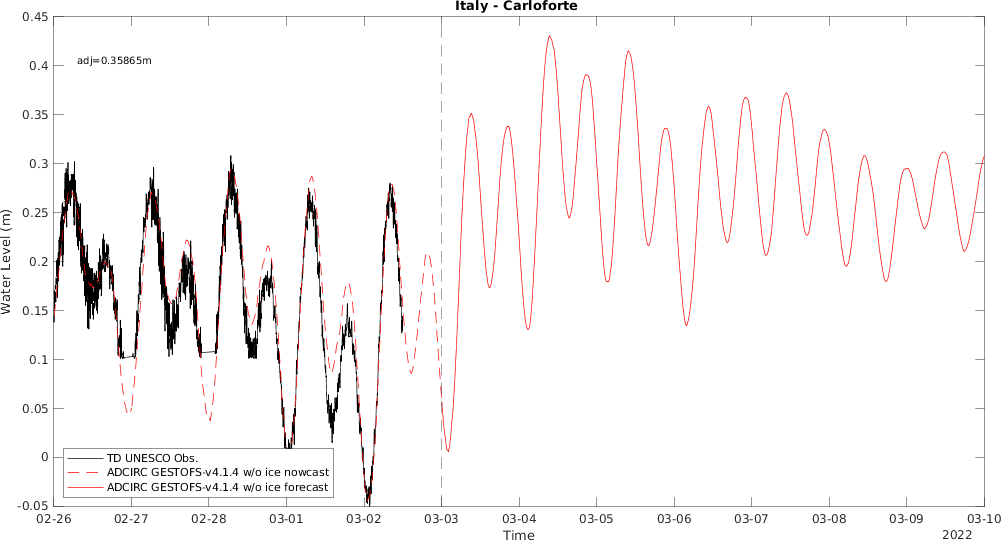 Italy - Carloforte
0.45
0.4
0.35
0.3
0.25
0.2
0.15
0.1
0.05
0
-0.05
Water Level (m)
adj=0.35865m
TD UNESCO Obs.
ADCIRC GESTOFS-v4.1.4 w/o ice nowcast
ADCIRC GESTOFS-v4.1.4 w/o ice forecast
02-26 02-27 02-28 03-01 03-02 03-03 03-04 03-05 03-06 03-07 03-08 03-09 03-10
Time
2022